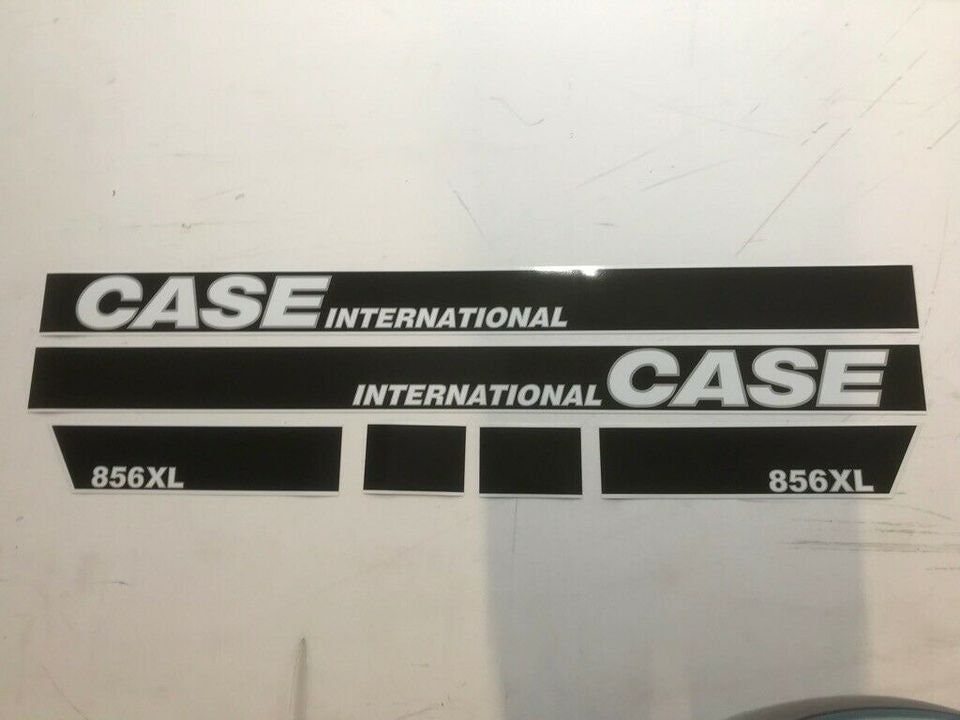 CASE INTERNATIONAL
INTERNATIONAL CASE
856XL 856XL